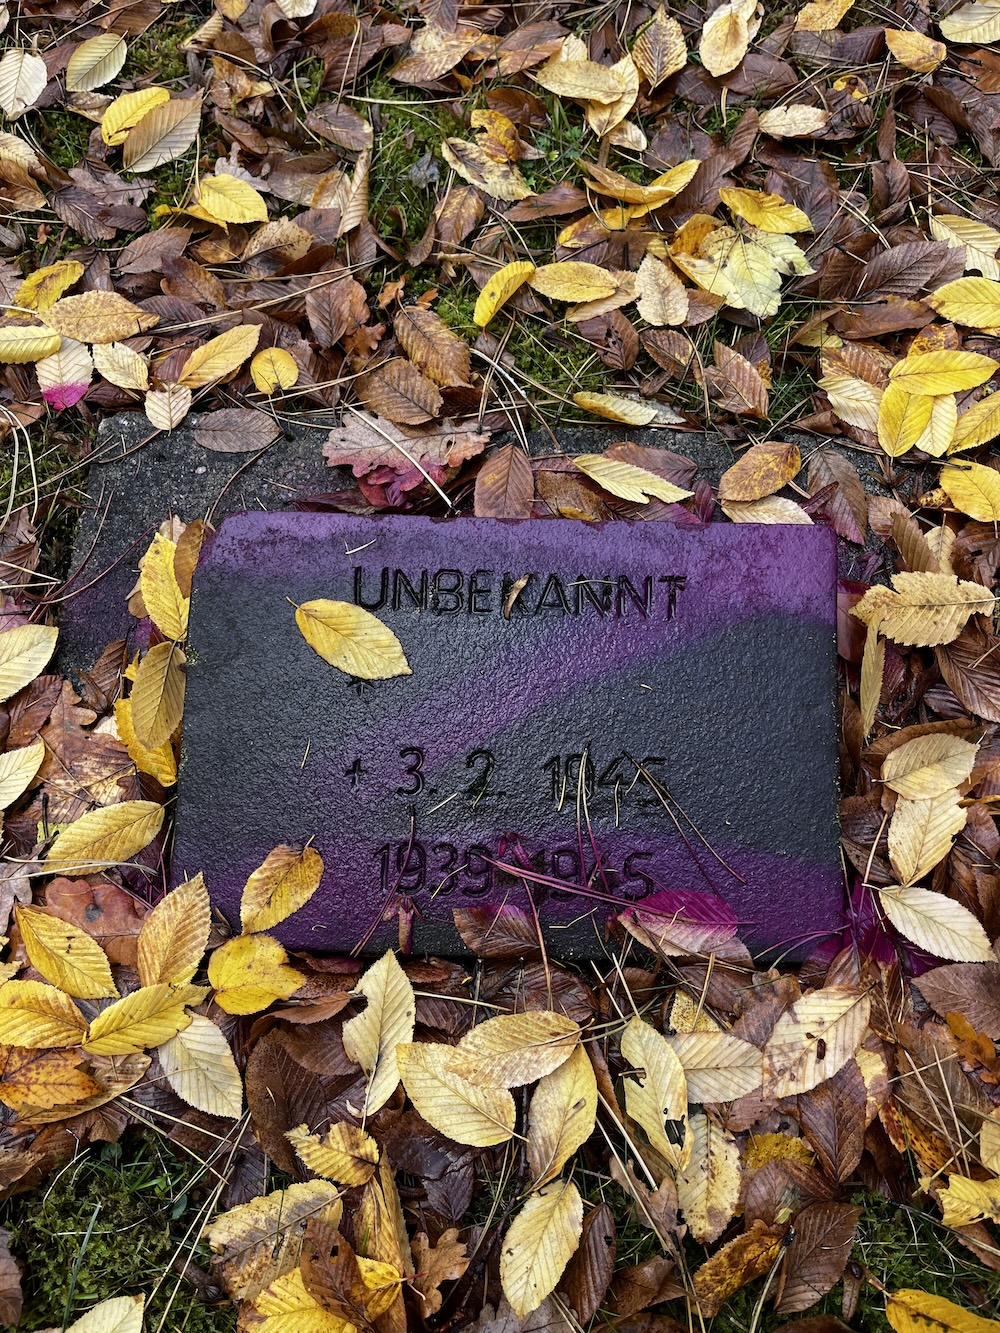 UNBEKANNT
*
+ 3. 2. 1945
1939-1945